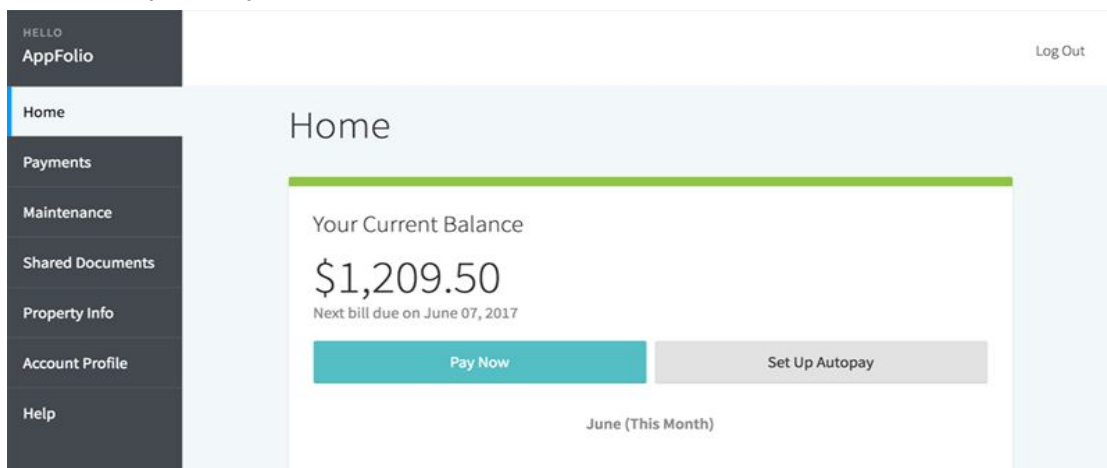 HELLO
AppFolio
Log Out
Home
Payments
Maintenance
Shared Documents
Property Info
Account Profile
Help
Home
Your Current Balance
$1,209.50
Next bill due on June 07, 2017
Pay Now
Set Up Autopay
June (This Month)